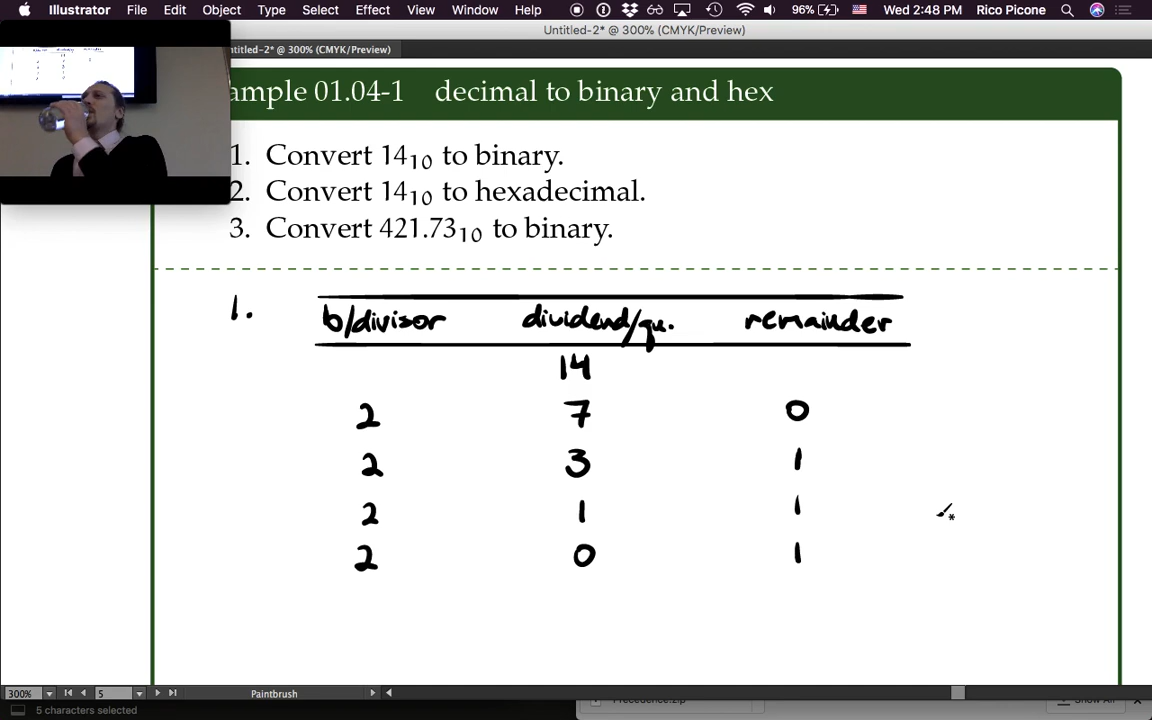 Illustrator File Edit Object Type Select Effect View Window Help 96% Wed 2:48 PM Rico Picone
Untitled-2* @ 300% (CMYK/Preview)
ntitled-2* @ 300% (CMYK/Preview)
ample 01.04-1 decimal to binary and hex
1. Convert 14₁₀ to binary.
2. Convert 14₁₀ to hexadecimal.
3. Convert 421.73₁₀ to binary.
1.
b/divisor dividend/qu. remainder
14
2 7 0
2 3 1
2 1 1
2 0 1
300% 5 Paintbrush
5 characters selected
Precedence.zip Show All